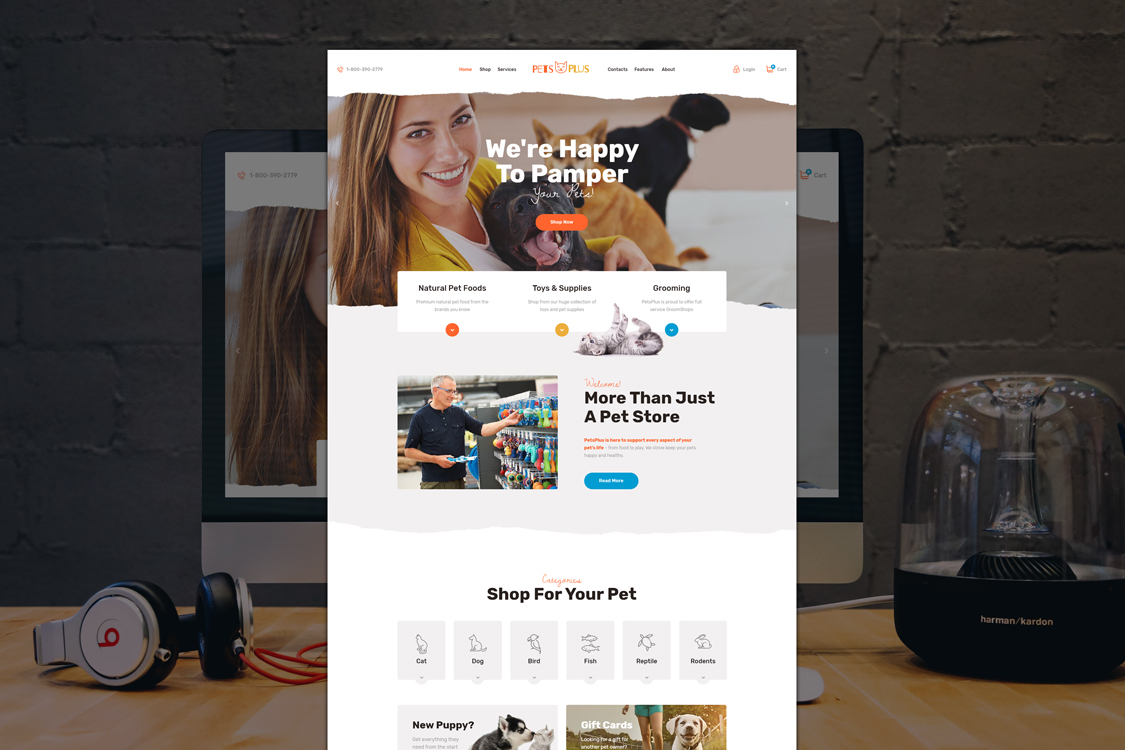 1-800-390-2779
Home Shop Services
PETS PLUS
Contacts Features About
Login
Cart
We're Happy
To Pamper
Your Pets!
Shop Now
1-800-390-2779
Cart
Natural Pet Foods
Premium natural pet food from the
brands you know
Toys & Supplies
Shop from our huge collection of
toys and pet supplies
Grooming
PetsPlus is proud to offer full
service GroomShops
Welcome!
More Than Just
A Pet Store
PetsPlus is here to support every aspect of your
pet's life - from food to play. We strive keep your pets
happy and healthy.
Read More
Categories
Shop For Your Pet
Cat
Dog
Bird
Fish
Reptile
Rodents
New Puppy?
Get everything they
need from the start
Gift Cards
Looking for a gift for
another pet owner?
b
harman/kardon